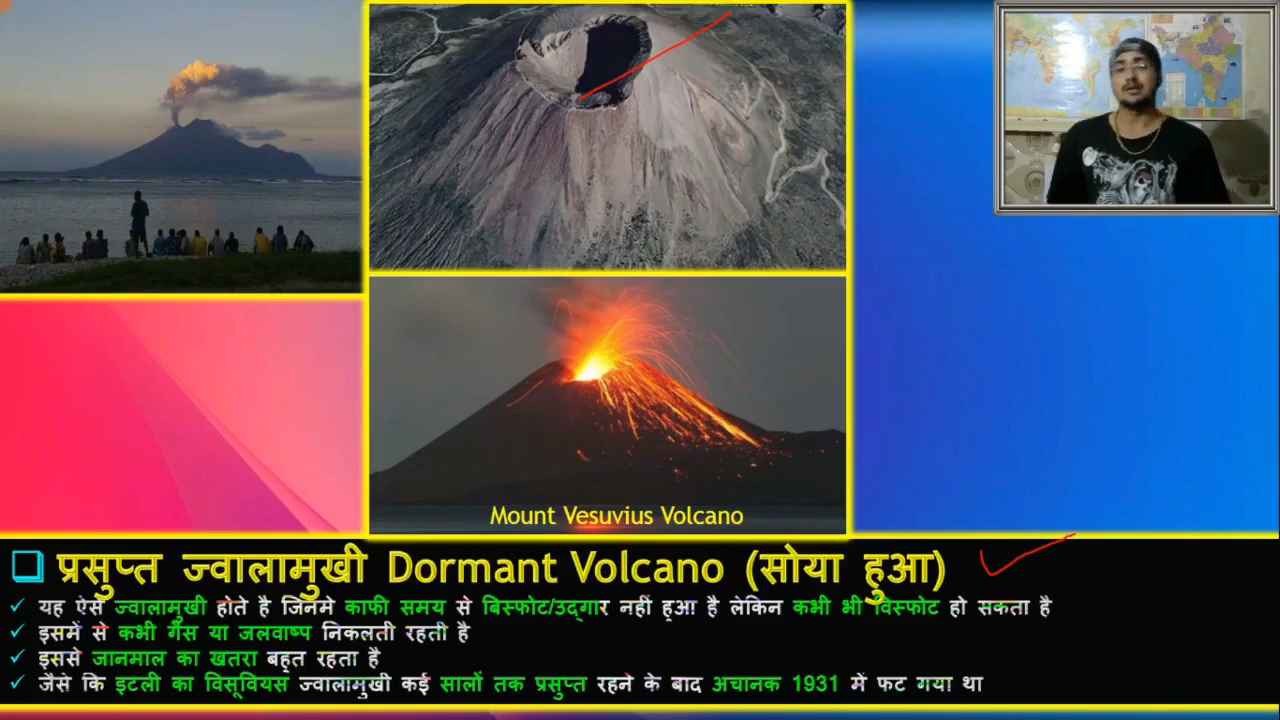 Mount Vesuvius Volcano
प्रसुप्त ज्वालामुखी Dormant Volcano (सोया हुआ)
यह ऐसे ज्वालामुखी होते है जिनमे काफी समय से बिस्फोट/उद्गार नहीं हुआ है लेकिन कभी भी विस्फोट हो सकता है
इसमें से कभी गैस या जलवाष्प निकलती रहती है
इससे जानमाल का खतरा बहुत रहता है
जैसे कि इटली का विसूवियस ज्वालामुखी कई सालों तक प्रसुप्त रहने के बाद अचानक 1931 में फट गया था